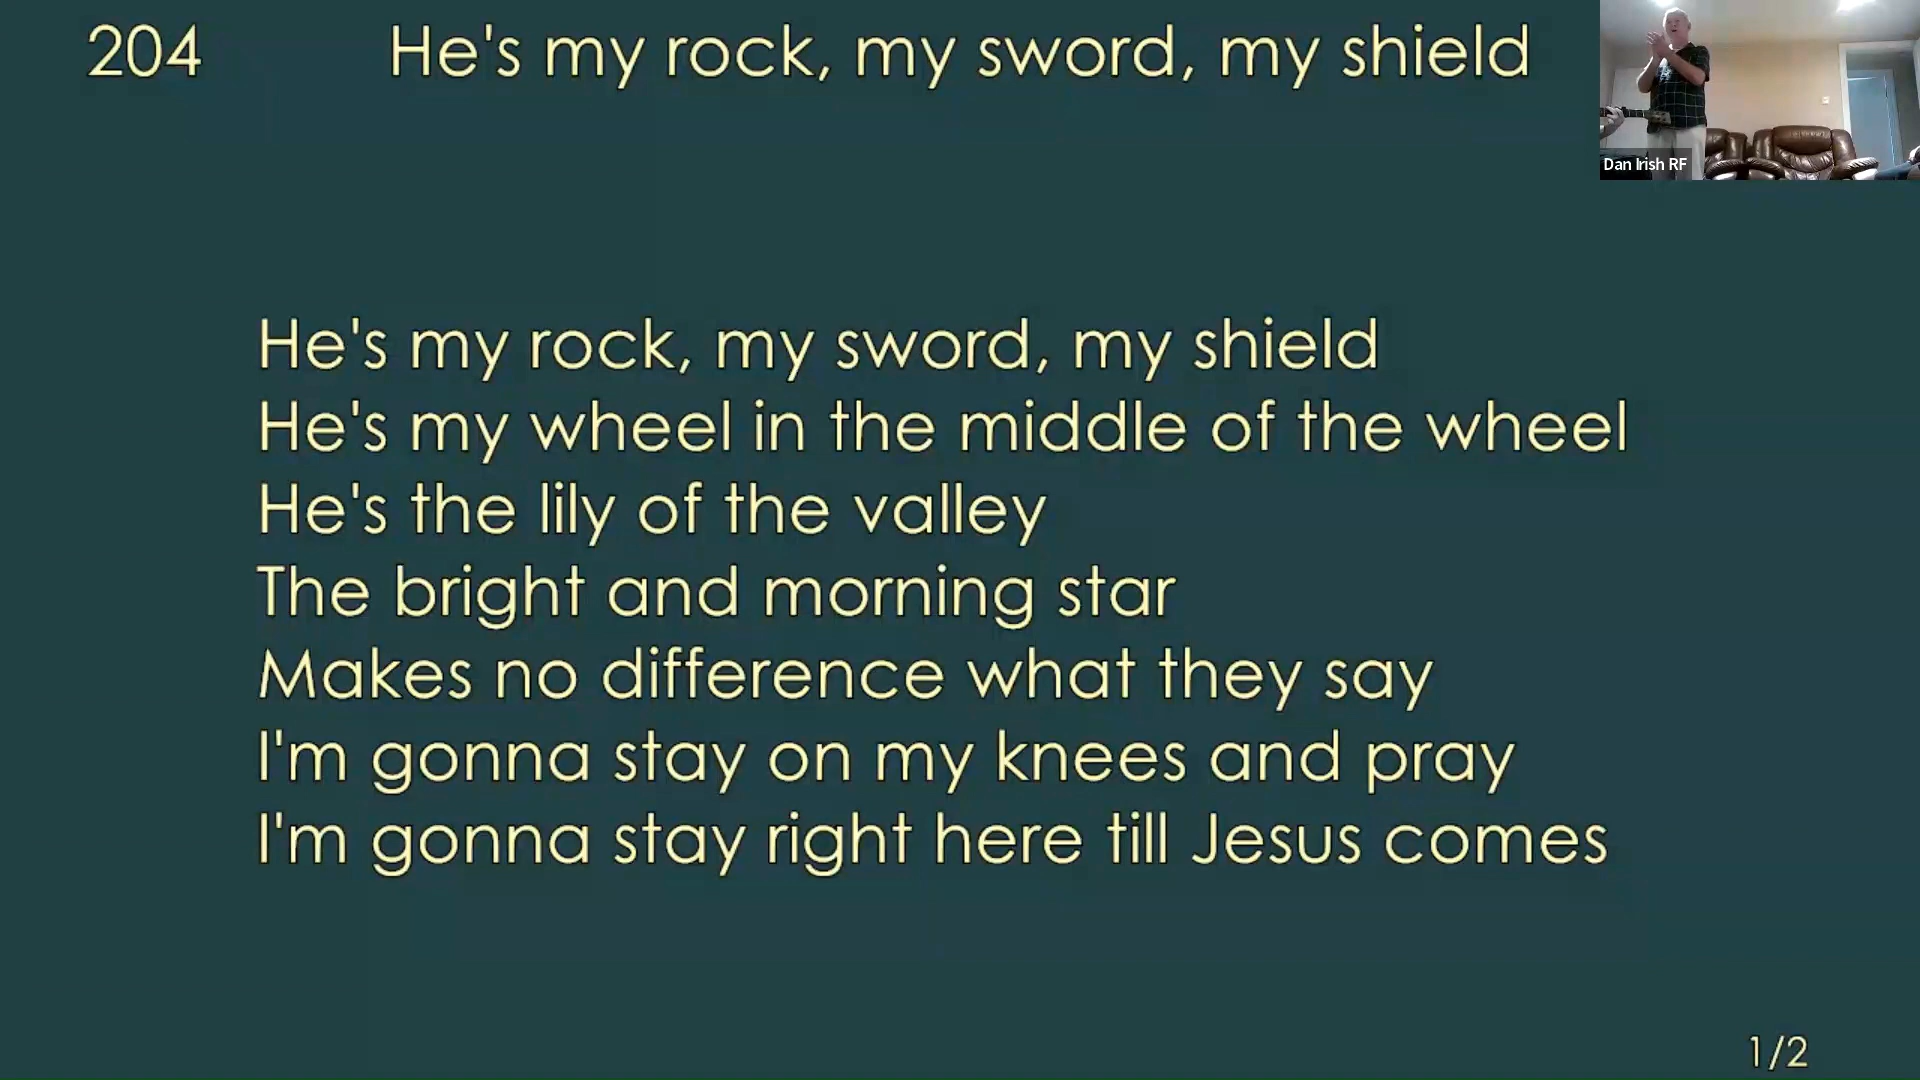 204 He's my rock, my sword, my shield
Dan Irish RF
He's my rock, my sword, my shield
He's my wheel in the middle of the wheel
He's the lily of the valley
The bright and morning star
Makes no difference what they say
I'm gonna stay on my knees and pray
I'm gonna stay right here till Jesus comes
1/2